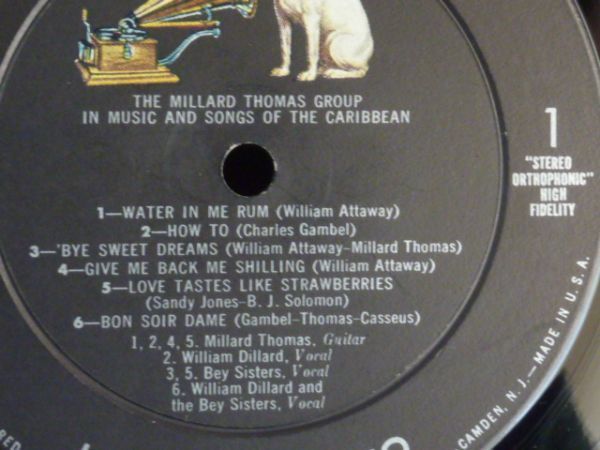 THE MILLARD THOMAS GROUP
IN MUSIC AND SONGS OF THE CARIBBEAN
1
"STEREO
ORTHOPHONIC"
HIGH
FIDELITY
1—WATER IN ME RUM (William Attaway)
2—HOW TO (Charles Gambel)
3—'BYE SWEET DREAMS (William Attaway-Millard Thomas)
4—GIVE ME BACK ME SHILLING (William Attaway)
5—LOVE TASTES LIKE STRAWBERRIES
(Sandy Jones-B. J. Solomon)
6—BON SOIR DAME (Gambel-Thomas-Casseus)
1, 2, 4, 5. Millard Thomas, Guitar
2. William Dillard, Vocal
3, 5. Bey Sisters, Vocal
6. William Dillard and
the Bey Sisters, Vocal
CAMDEN, N. J.—MADE IN U.S.A.